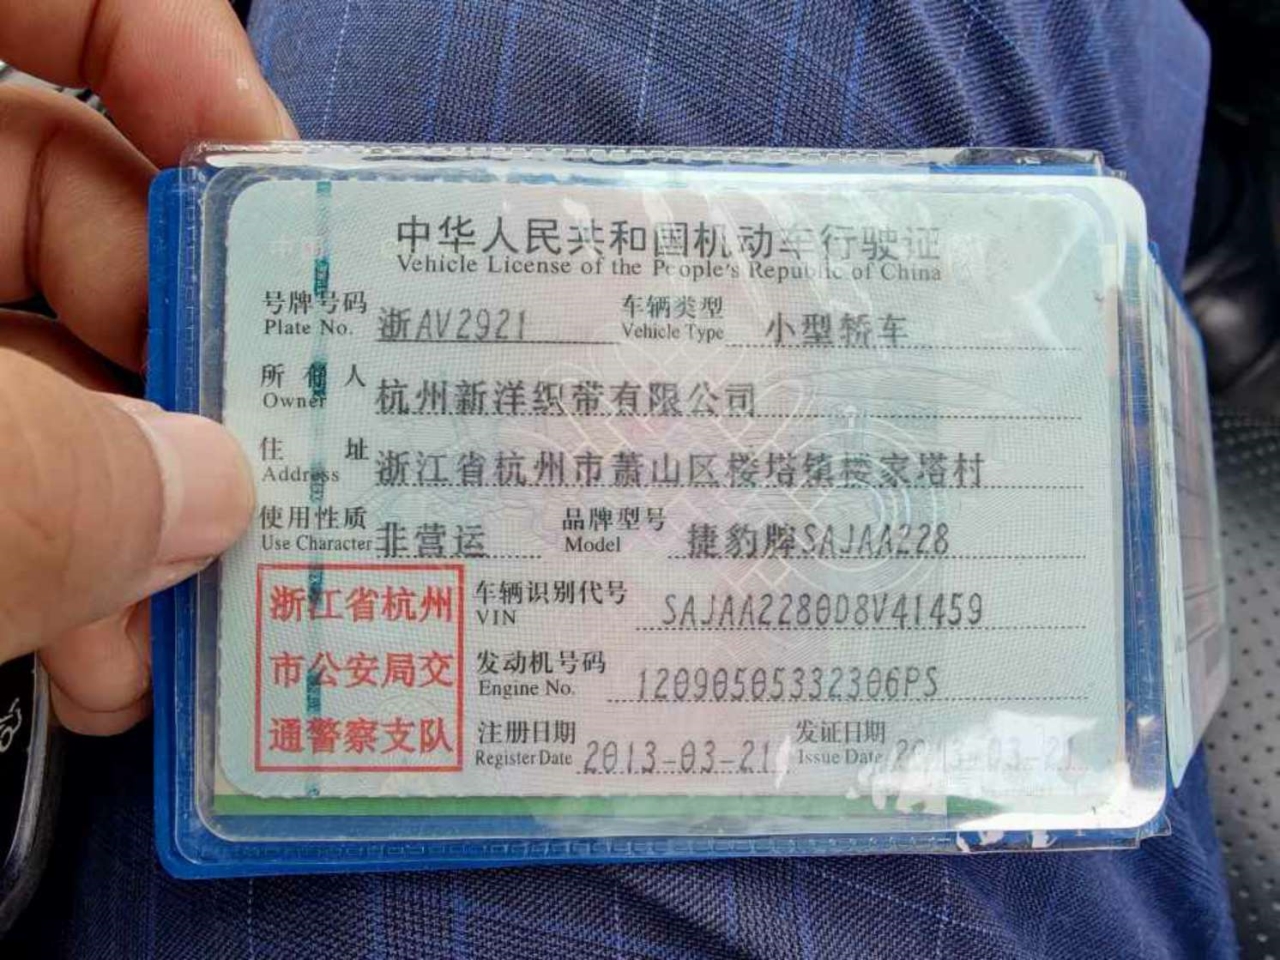 中华人民共和国机动车行驶证
Vehicle License of the People's Republic of China
号牌号码 浙AV2921 车辆类型 小型轿车
Plate No. Vehicle Type
所有人 杭州新洋织带有限公司
Owner
住址 浙江省杭州市萧山区楼塔镇楼家塔村
Address
使用性质 非营运 品牌型号 捷豹牌SAJAA228
Use Character Model
浙江省杭州
市公安局交
通警察支队
车辆识别代号 SAJAA2280D8V41459
VIN
发动机号码 12090505332306PS
Engine No.
注册日期 2013-03-21 发证日期 2013-03-21
Register Date Issue Date